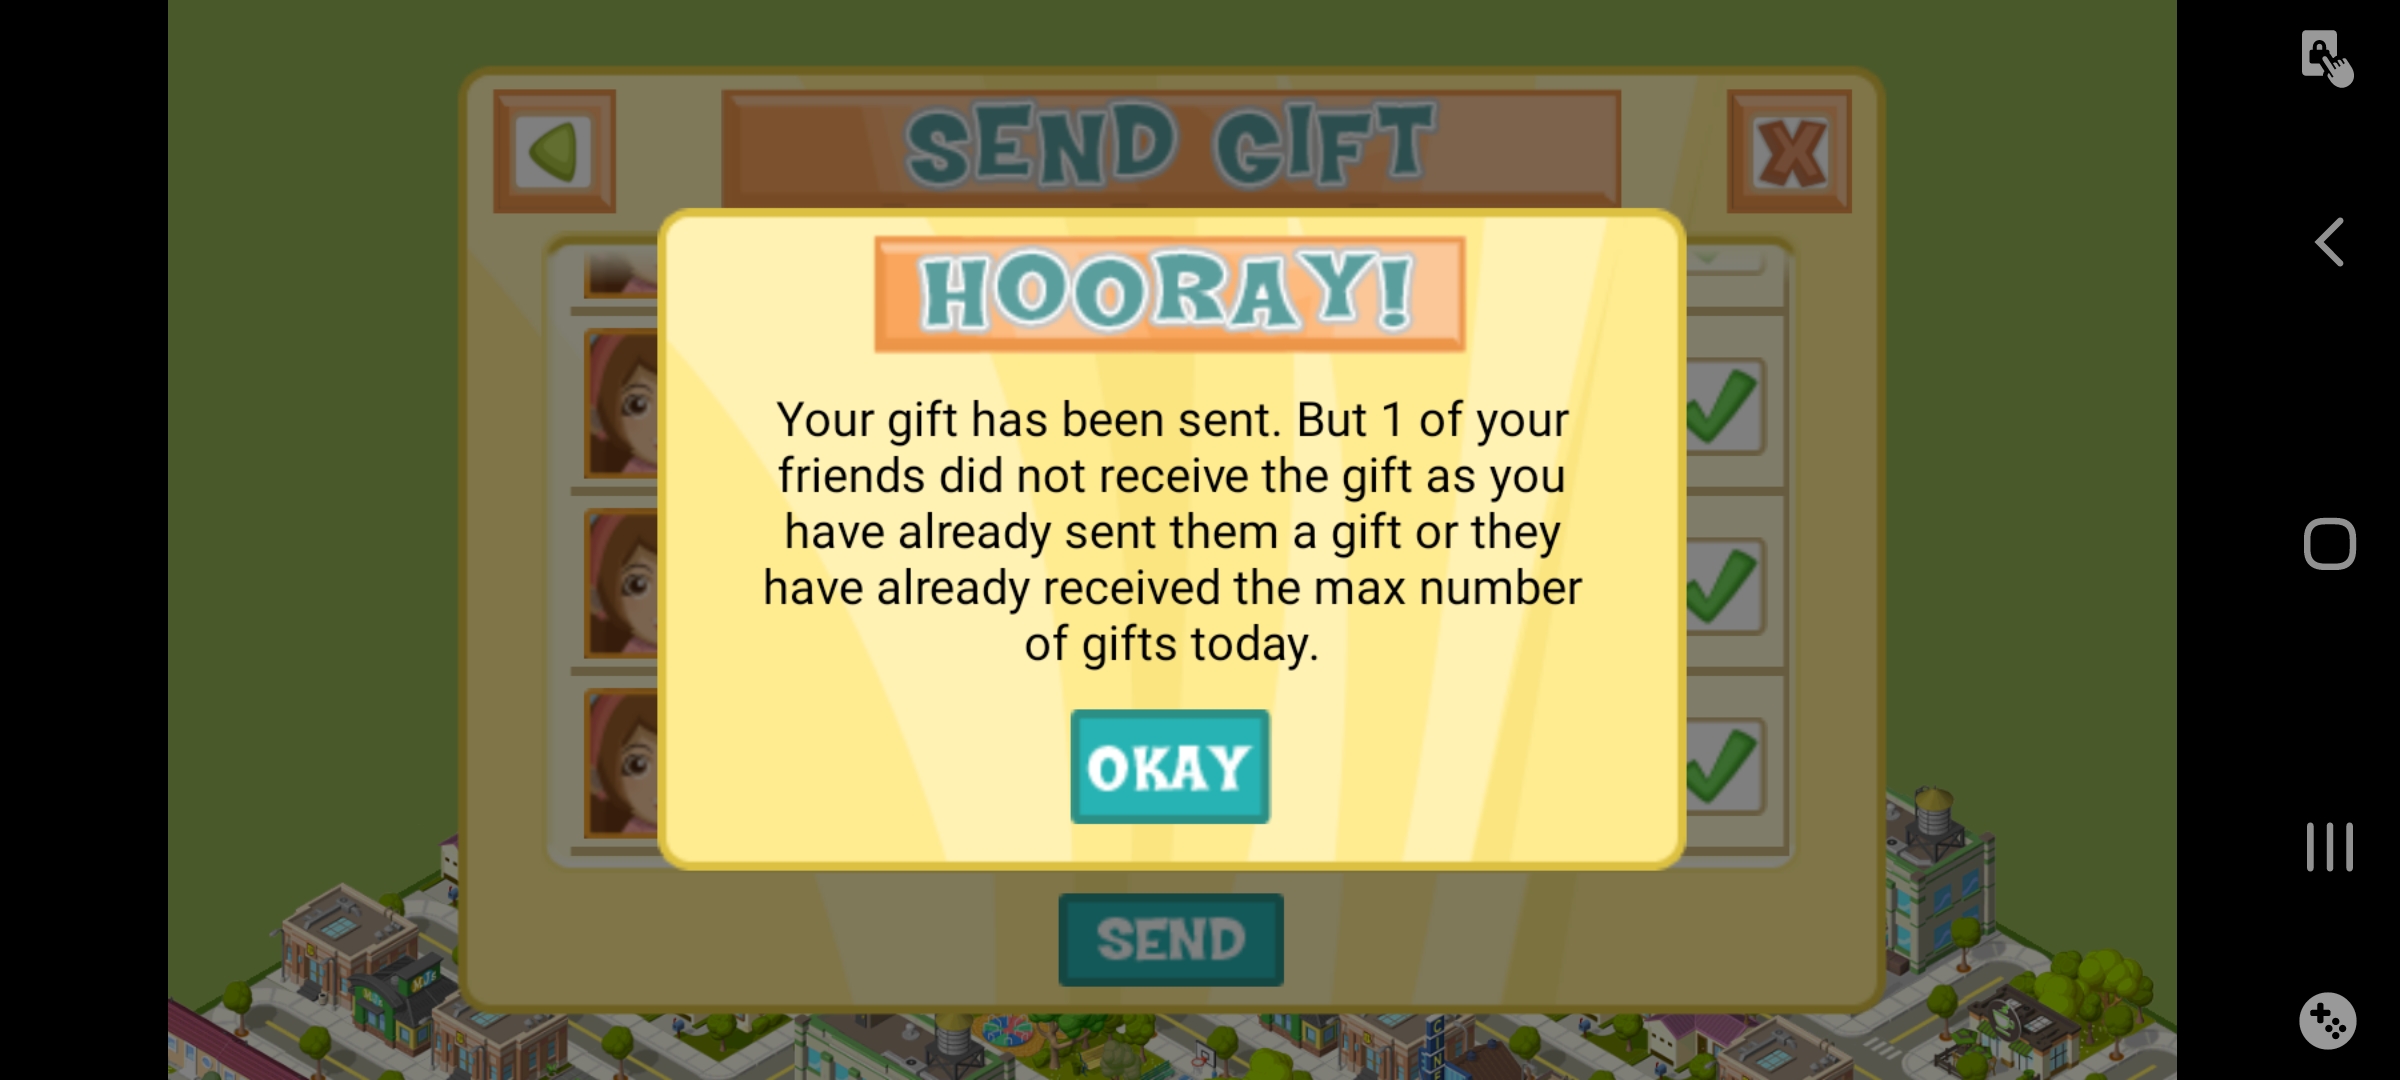 SEND GIFT
HOORAY!
Your gift has been sent. But 1 of your
friends did not receive the gift as you
have already sent them a gift or they
have already received the max number
of gifts today.
OKAY
SEND